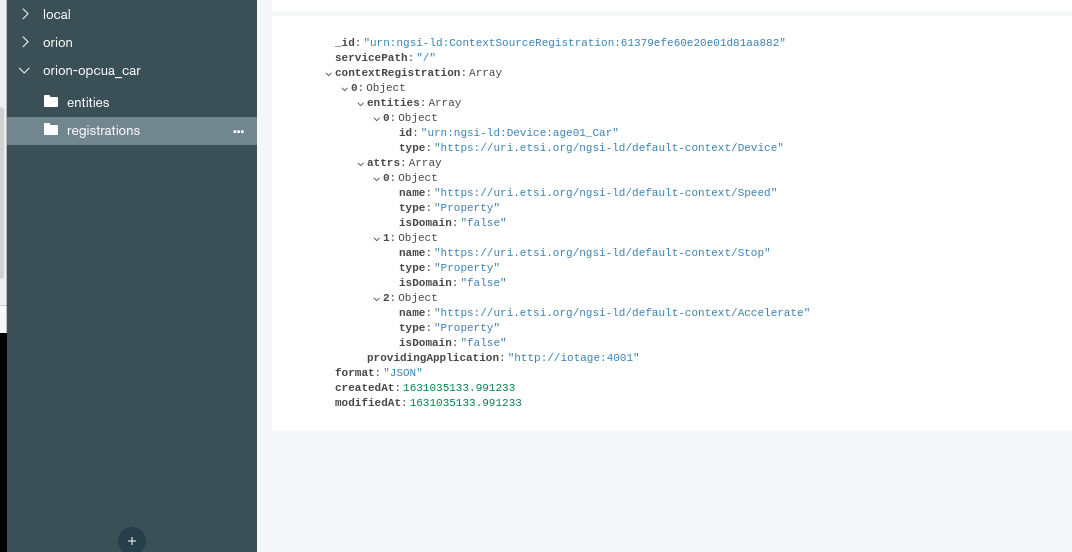 local
orion
orion-opcua_car
entities
registrations
_id: "urn:ngsi-ld:ContextSourceRegistration:61379efe60e20e01d81aa882"
servicePath: "/"
contextRegistration: Array
0: Object
entities: Array
0: Object
id: "urn:ngsi-ld:Device:age01_Car"
type: "https://uri.etsi.org/ngsi-ld/default-context/Device"
attrs: Array
0: Object
name: "https://uri.etsi.org/ngsi-ld/default-context/Speed"
type: "Property"
isDomain: "false"
1: Object
name: "https://uri.etsi.org/ngsi-ld/default-context/Stop"
type: "Property"
isDomain: "false"
2: Object
name: "https://uri.etsi.org/ngsi-ld/default-context/Accelerate"
type: "Property"
isDomain: "false"
providingApplication: "http://iotage:4001"
format: "JSON"
createdAt: 1631035133.991233
modifiedAt: 1631035133.991233